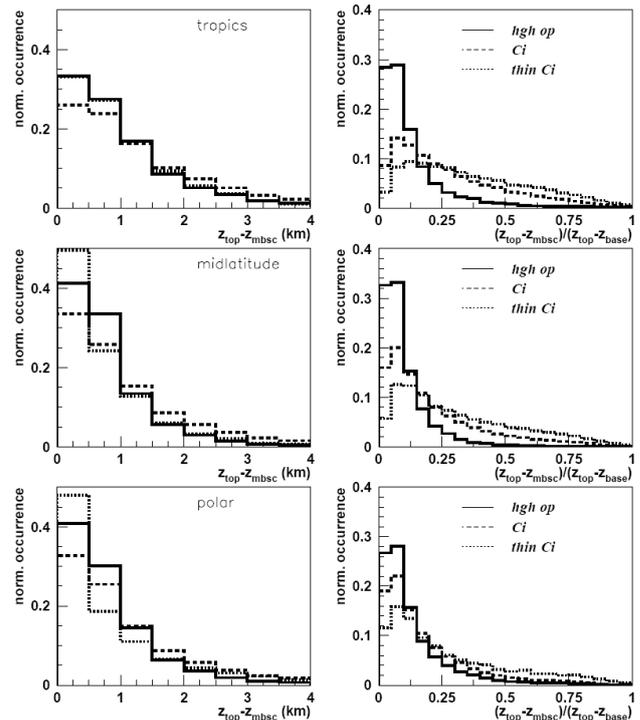 tropics
norm. occurrence
0.4
0.2
0
0 1 2 3 4
z_top-z_mbsc (km)
norm. occurrence
0.4
0.3
0.2
0.1
0
hgh op
Ci
thin Ci
0 0.25 0.5 0.75 1
(z_top-z_mbsc)/(z_top-z_base)
midlatitude
norm. occurrence
0.4
0.2
0
0 1 2 3 4
z_top-z_mbsc (km)
norm. occurrence
0.4
0.3
0.2
0.1
0
hgh op
Ci
thin Ci
0 0.25 0.5 0.75 1
(z_top-z_mbsc)/(z_top-z_base)
polar
norm. occurrence
0.4
0.2
0
0 1 2 3 4
z_top-z_mbsc (km)
norm. occurrence
0.4
0.3
0.2
0.1
0
hgh op
Ci
thin Ci
0 0.25 0.5 0.75 1
(z_top-z_mbsc)/(z_top-z_base)